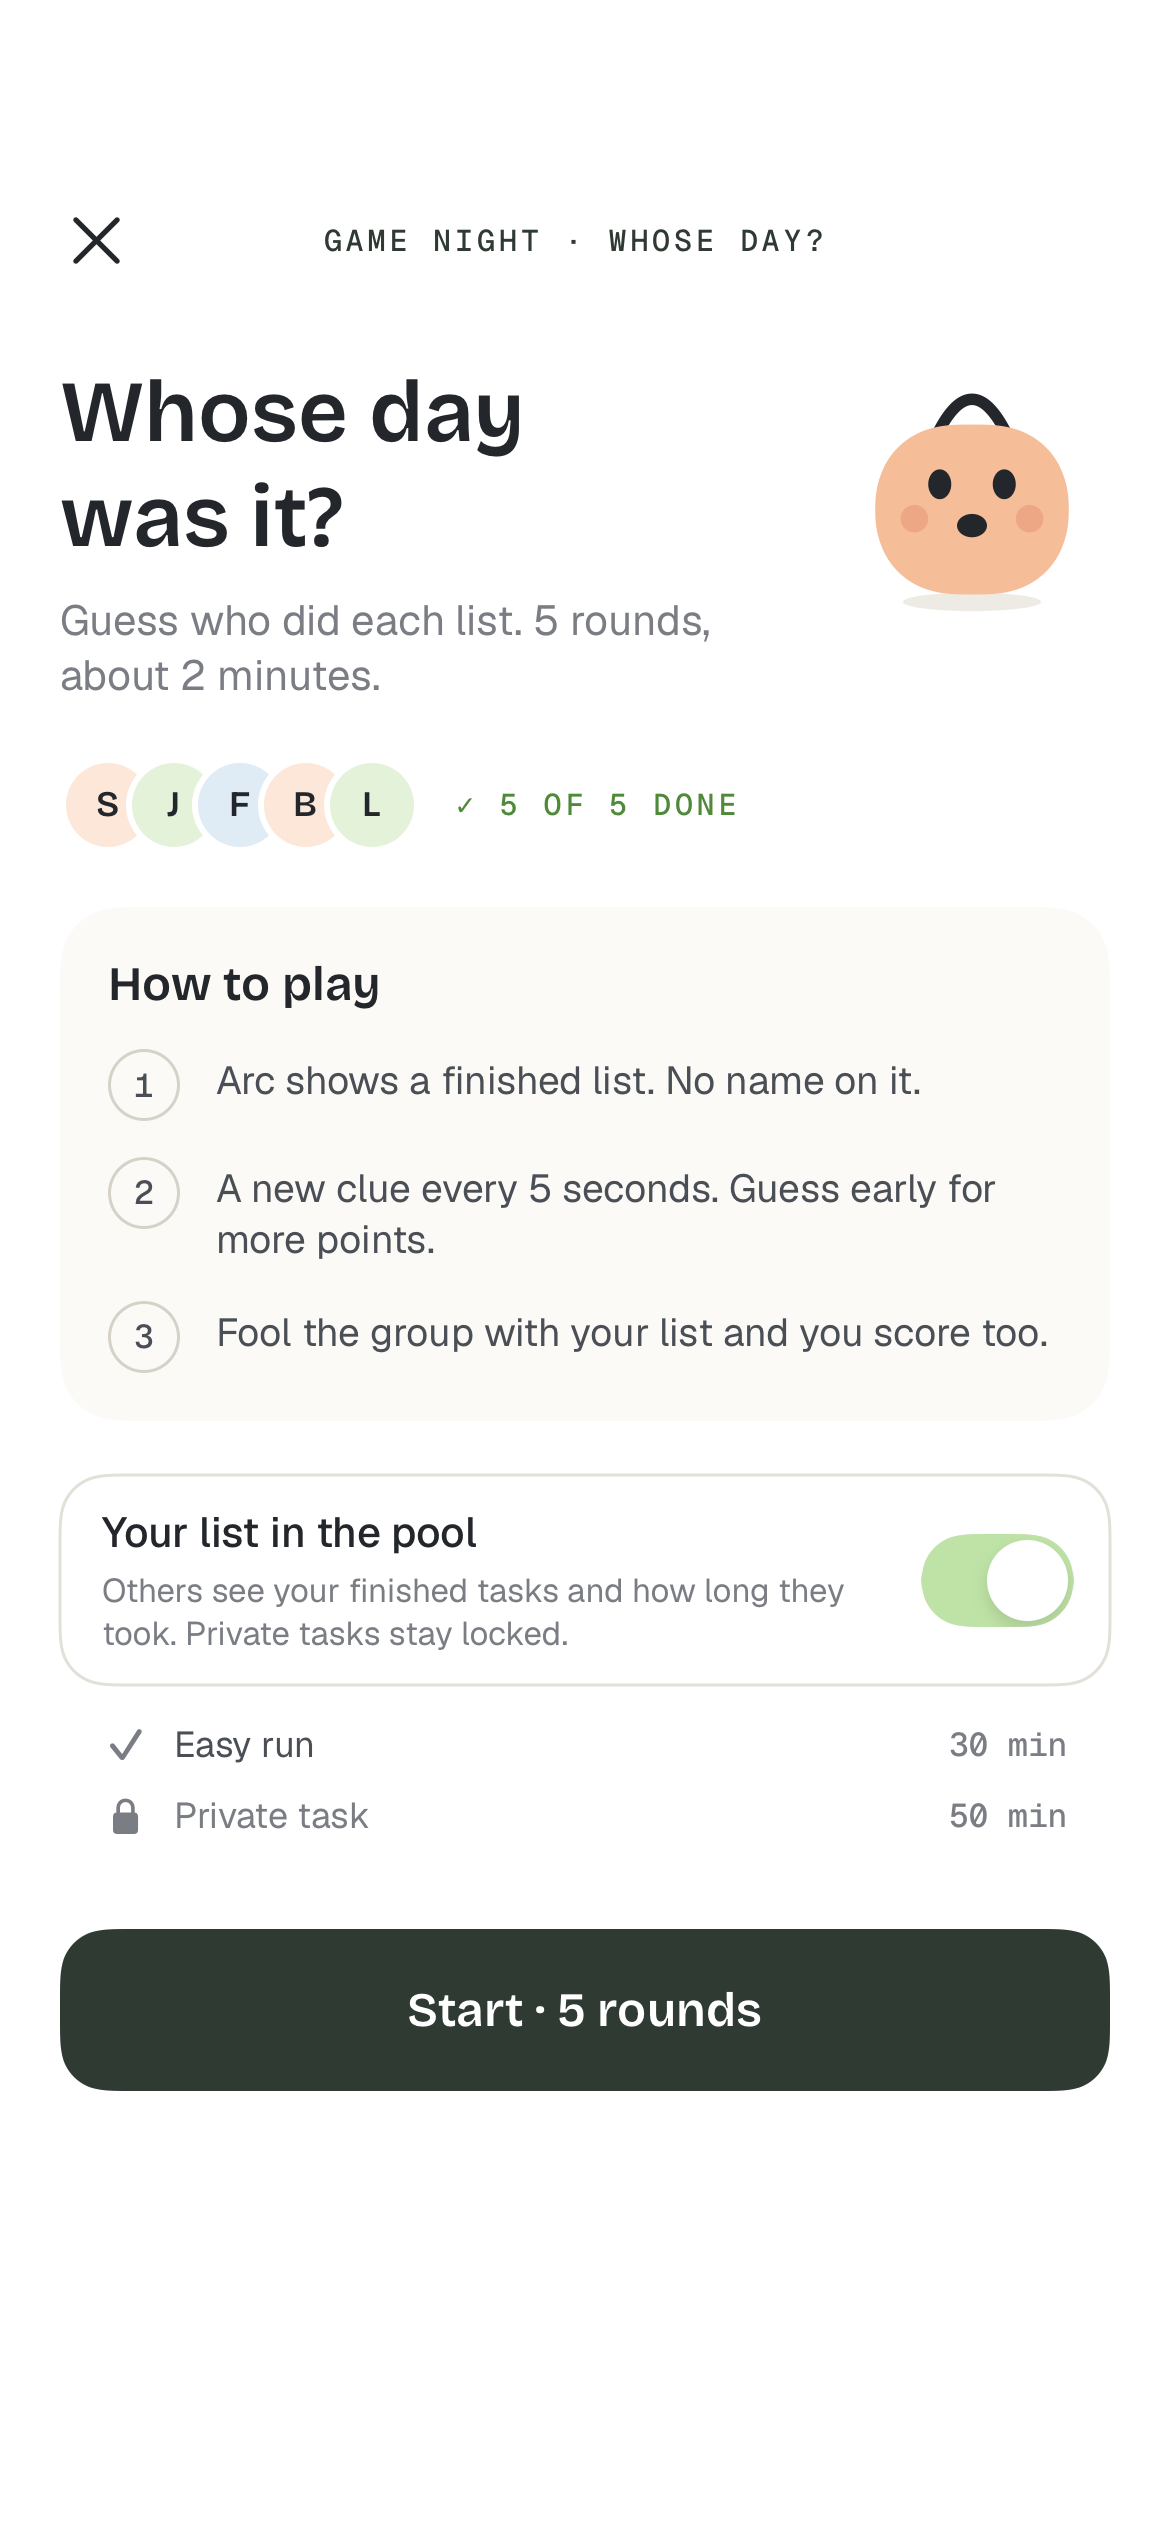 GAME NIGHT · WHOSE DAY?
Whose day
was it?
Guess who did each list. 5 rounds,
about 2 minutes.
S J F B L ✓ 5 OF 5 DONE
How to play
1 Arc shows a finished list. No name on it.
2 A new clue every 5 seconds. Guess early for
more points.
3 Fool the group with your list and you score too.
Your list in the pool
Others see your finished tasks and how long they
took. Private tasks stay locked.
Easy run 30 min
Private task 50 min
Start · 5 rounds